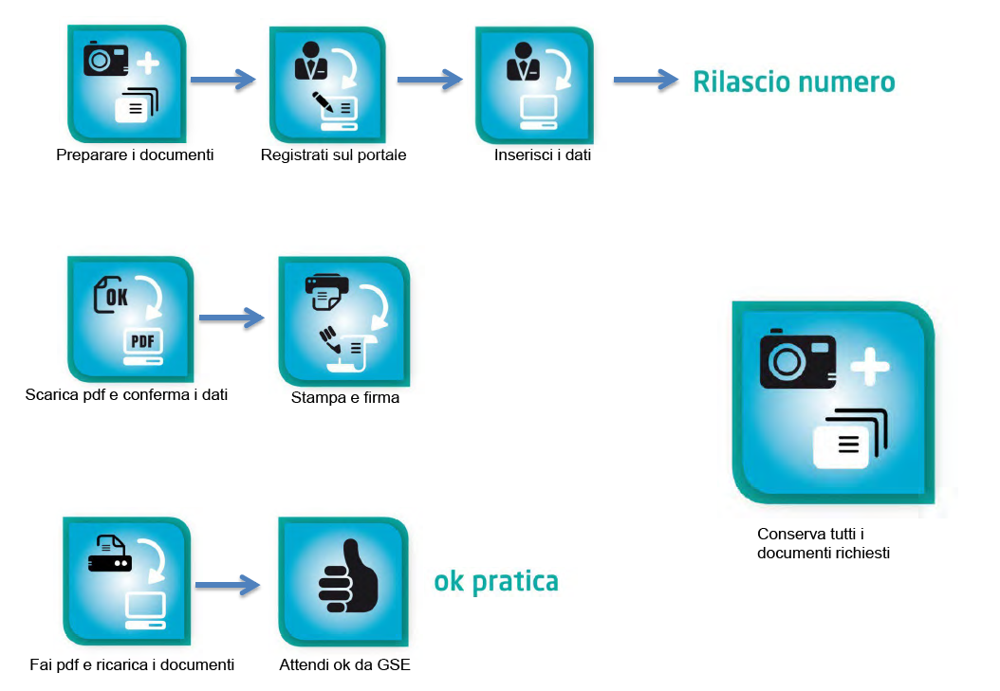 Rilascio numero
Preparare i documenti
Registrati sul portale
Inserisci i dati
OK
PDF
Scarica pdf e conferma i dati
Stampa e firma
Conserva tutti i
documenti richiesti
ok pratica
Fai pdf e ricarica i documenti
Attendi ok da GSE